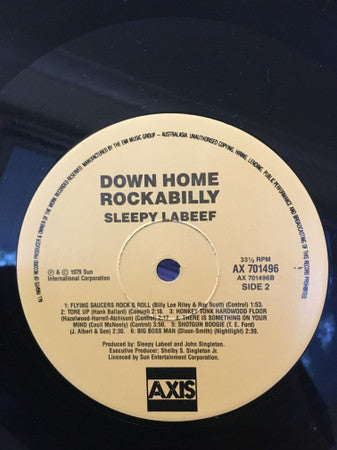 ALL RIGHTS OF RECORD PRODUCER & OWNER OF WORK RESERVED. MANUFACTURED BY THE EMI MUSIC GROUP — AUSTRALASIA. UNAUTHORISED COPYING, HIRING, LENDING, PUBLIC PERFORMANCE AND BROADCASTING OF THIS RECORD PROHIBITED
DOWN HOME
ROCKABILLY
SLEEPY LABEEF
℗ & © 1979 Sun
International Corporation
33⅓ RPM
AX 701496
AX 701496B
SIDE 2
1: FLYING SAUCERS ROCK & ROLL (Billy Lee Riley & Roy Scott) (Control) 1:53.
2: TORE UP (Hank Ballard) (Control) 2:18. 3: HONKEY TONK HARDWOOD FLOOR
(Hazelwood-Harrell-Atchison) (Control) 2:17. 4: THERE IS SOMETHING ON YOUR
MIND (Cecil McNeely) (Control) 3:50. 5: SHOTGUN BOOGIE (T. E. Ford)
(J. Albert & Son) 2:30. 6: BIG BOSS MAN (Dixon-Smith) (Nightlight) 2:39.
Produced by: Sleepy Labeef and John Singleton.
Executive Producer: Shelby S. Singleton Jr.
Licenced by Sun Entertainment Corporation.
AXIS